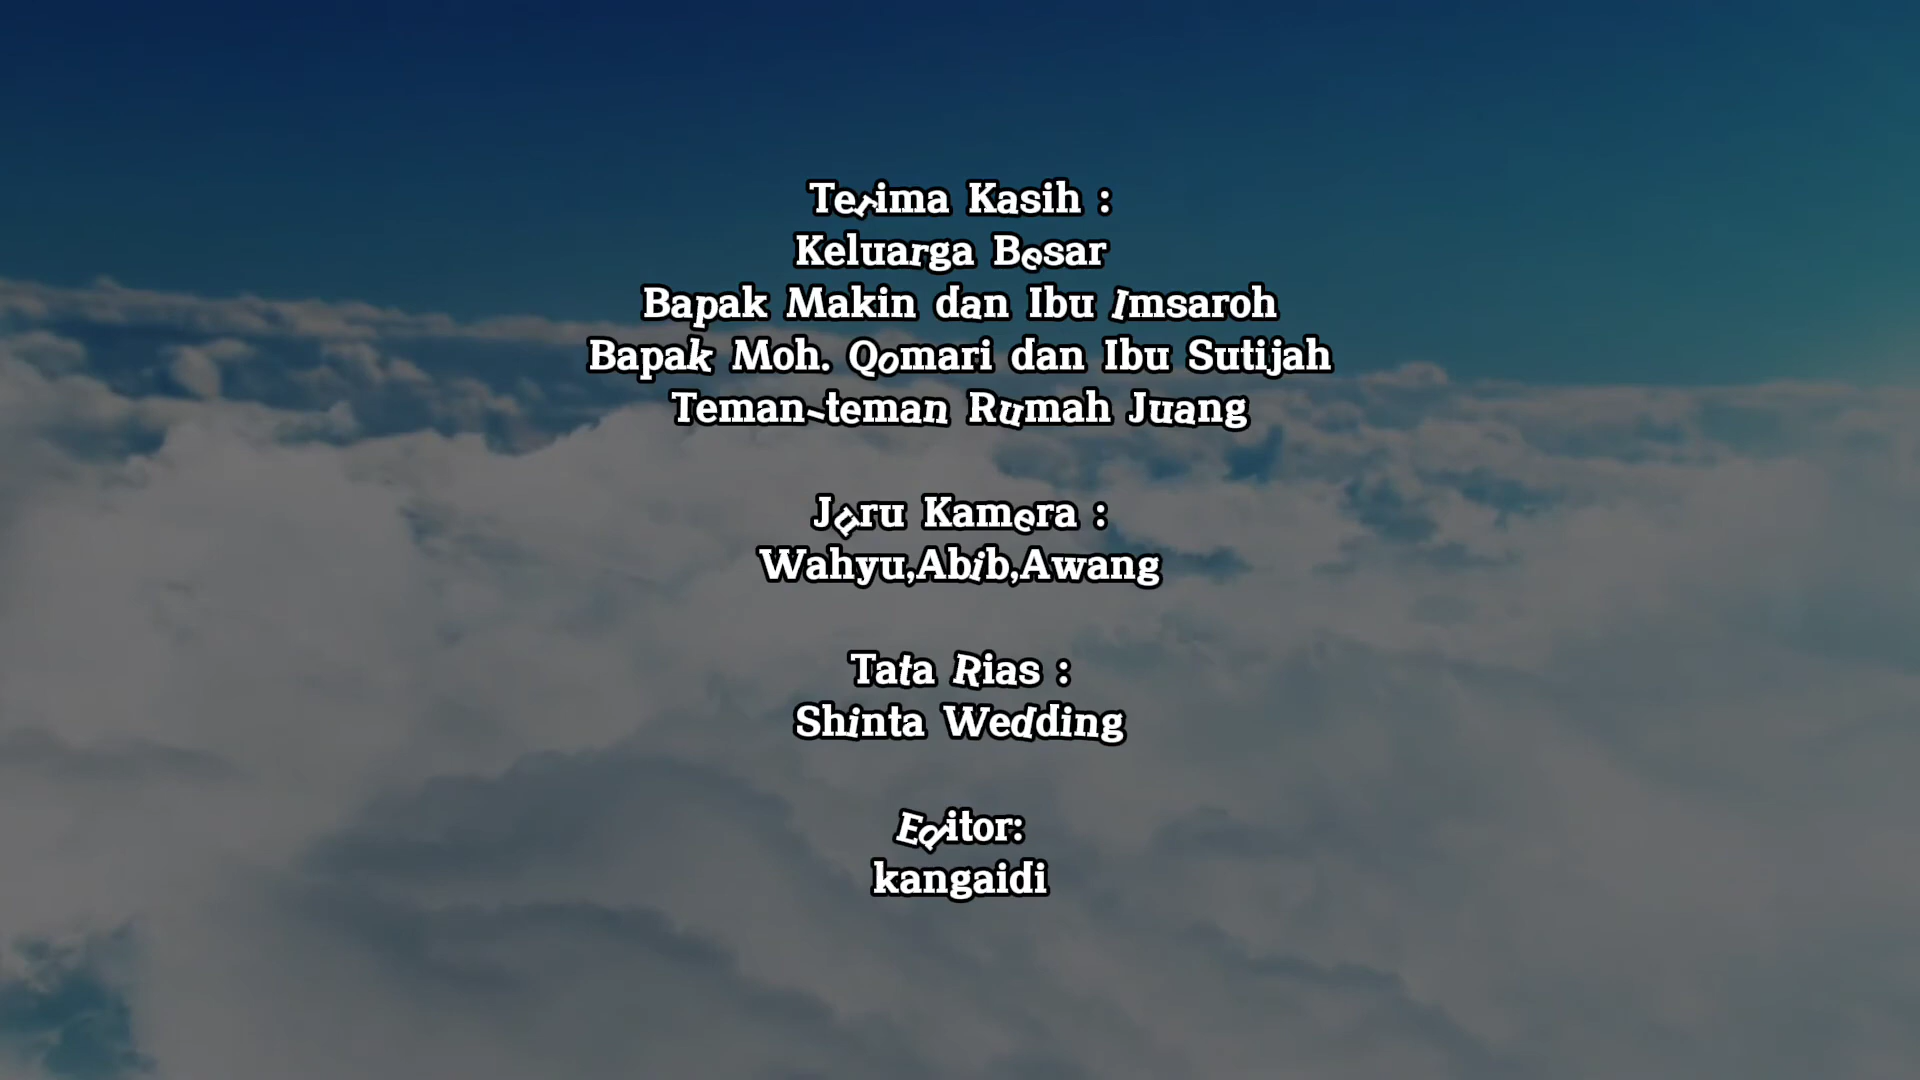 Terima Kasih :
Keluarga Besar
Bapak Makin dan Ibu Imsaroh
Bapak Moh. Qomari dan Ibu Sutijah
Teman-teman Rumah Juang
Juru Kamera :
Wahyu,Abib,Awang
Tata Rias :
Shinta Wedding
Editor:
kangaidi